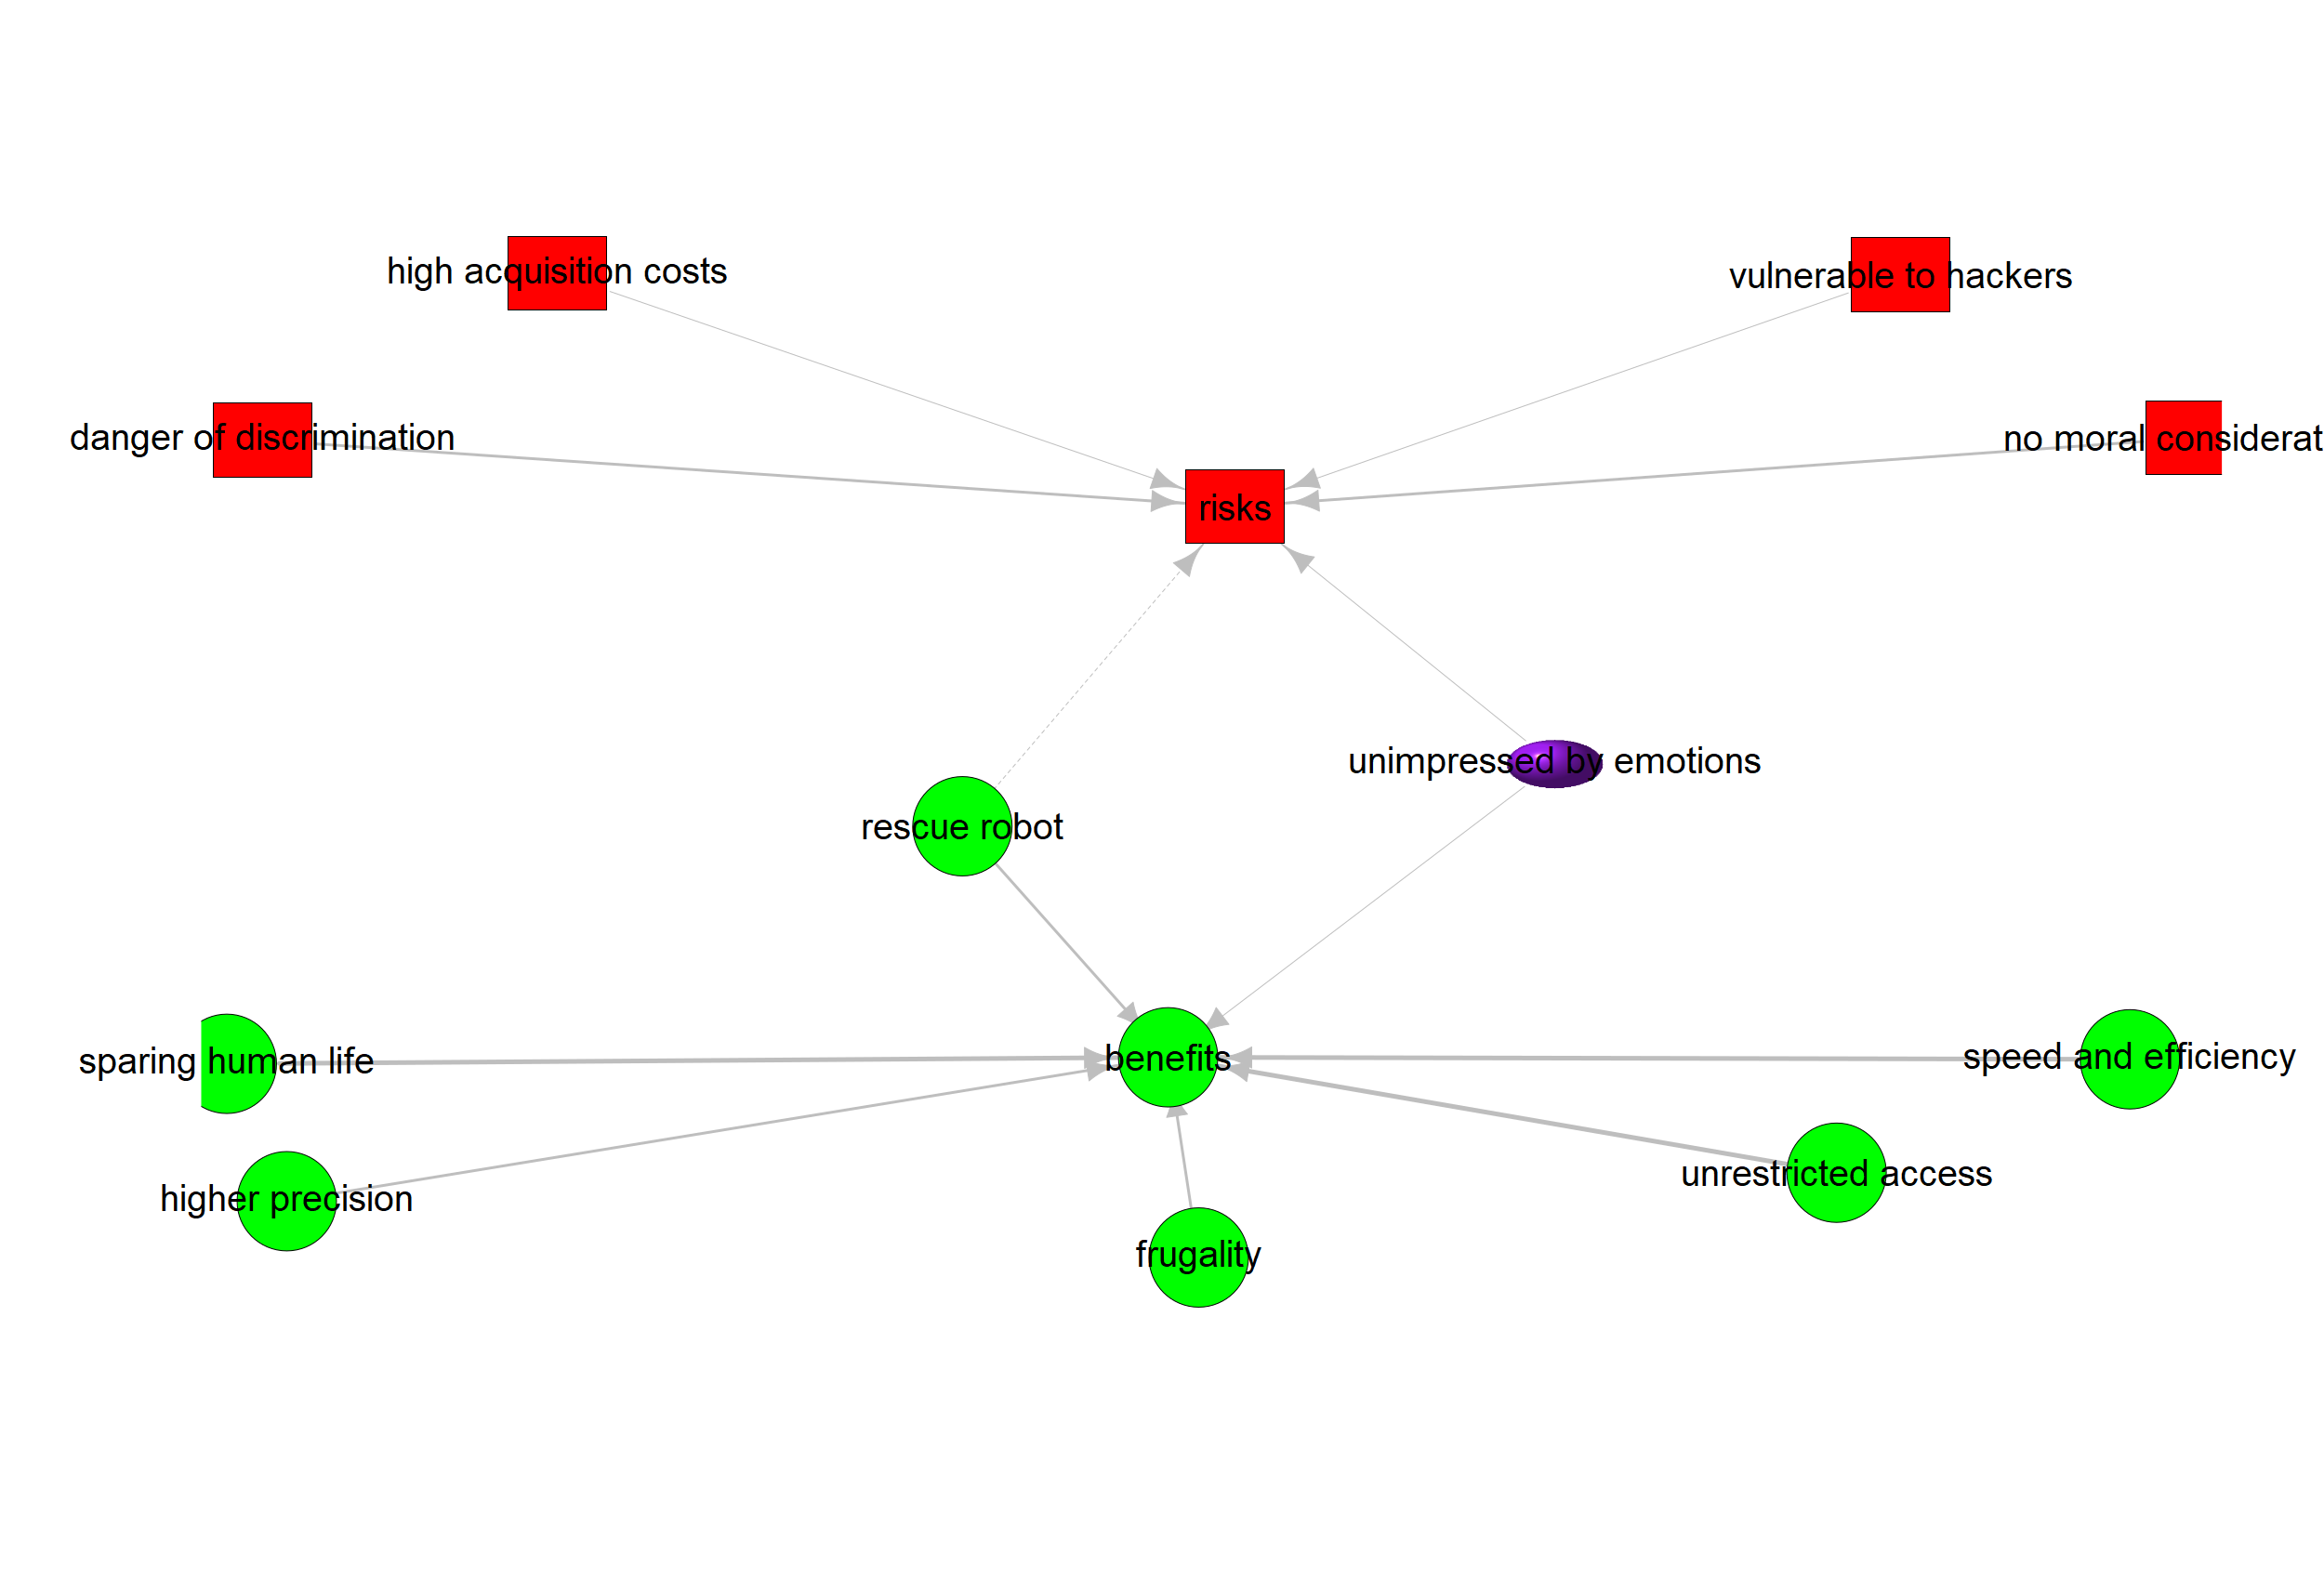 high acquisition costs
vulnerable to hackers
danger of discrimination
no moral considerat
risks
unimpressed by emotions
rescue robot
sparing human life
benefits
speed and efficiency
higher precision
unrestricted access
frugality